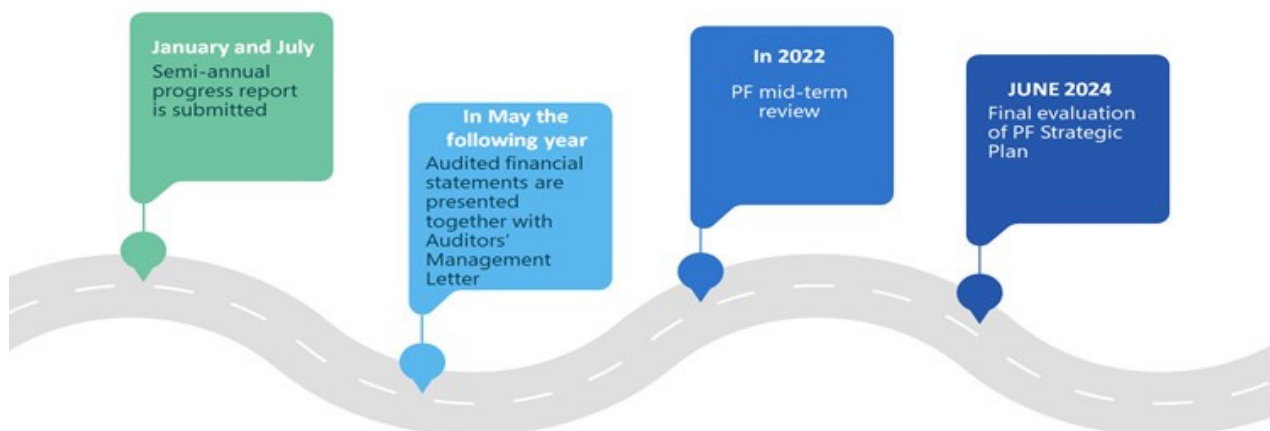 January and July
Semi-annual
progress report
is submitted
In May the
following year
Audited financial
statements are
presented
together with
Auditors’
Management
Letter
In 2022
PF mid-term
review
JUNE 2024
Final evaluation
of PF Strategic
Plan